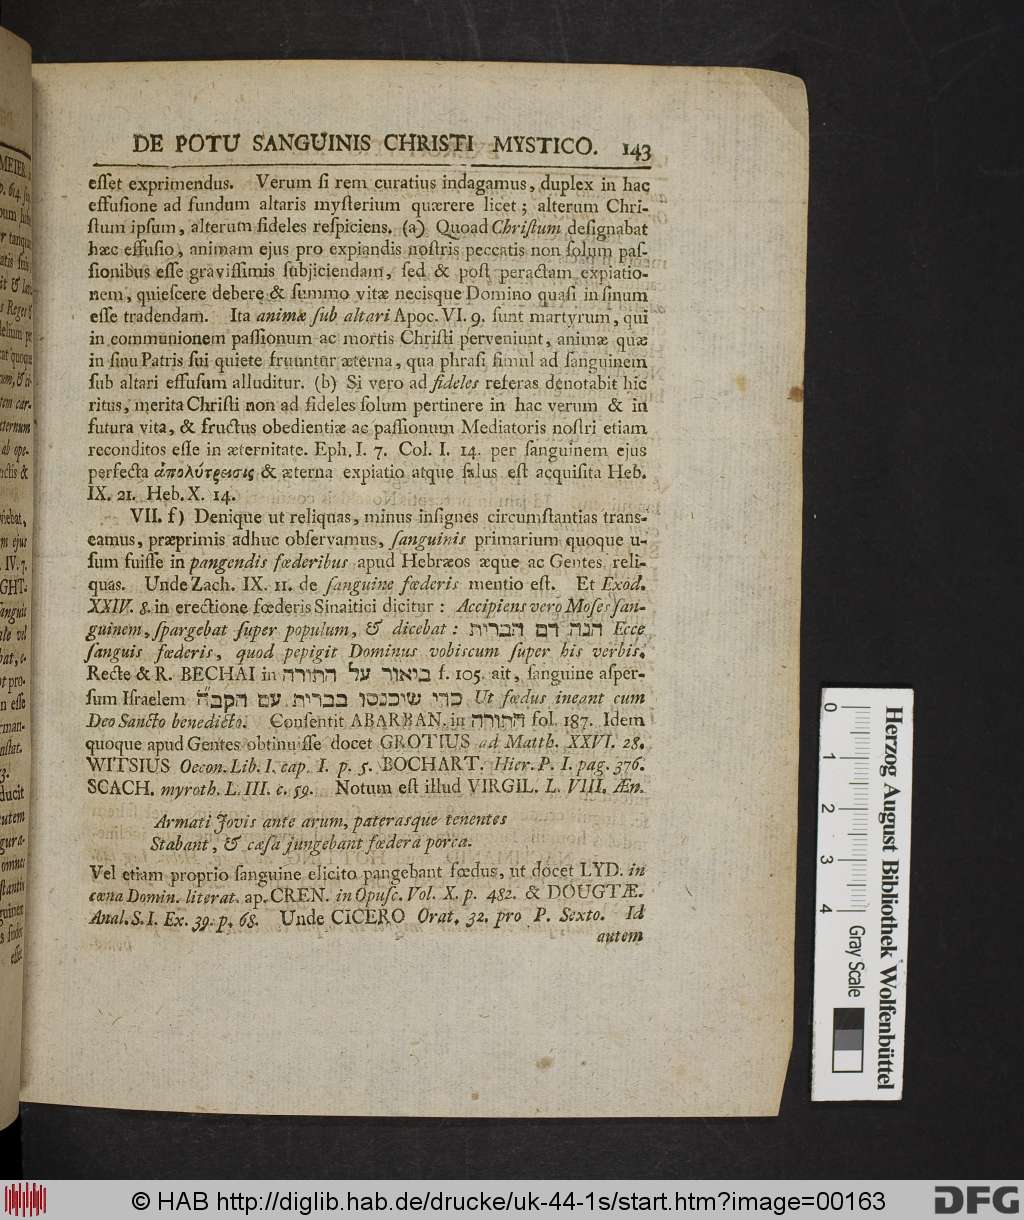 DE POTU SANGUINIS CHRISTI MYSTICO. 143
esset exprimendus. Verum si rem curatius indagamus, duplex in hac
effusione ad fundum altaris mysterium quærere licet; alterum Chri-
stum ipsum, alterum fideles respiciens. (a) Quoad Christum designabat
hæc effusio, animam ejus pro expiandis nostris peccatis non solum pas-
sionibus esse gravissimis subjiciendam, sed & post peractam expiatio-
nem, quiescere debere & summo vitæ necisque Domino quasi in sinum
esse tradendam. Ita animæ sub altari Apoc. VI. 9. sunt martyrum, qui
in communionem passionum ac mortis Christi perveniunt, animæ quæ
in sinu Patris sui quiete fruuntur æterna, qua phrasi simul ad sanguinem
sub altari effusum alluditur. (b) Si vero ad fideles referas denotabit hic
ritus, merita Christi non ad fideles solum pertinere in hac verum & in
futura vita, & fructus obedientiæ ac passionum Mediatoris nostri etiam
reconditos esse in æternitate. Eph. I. 7. Col. I. 14. per sanguinem ejus
perfecta ἀπολύτρωσις & æterna expiatio atque salus est acquisita Heb.
IX. 21. Heb. X. 14.
VII. f) Denique ut reliquas, minus insignes circumstantias trans-
eamus, præprimis adhuc observamus, sanguinis primarium quoque u-
sum fuisse in pangendis fœderibus apud Hebræos æque ac Gentes reli-
quas. Unde Zach. IX. 11. de sanguine fœderis mentio est. Et Exod.
XXIV. 8. in erectione fœderis Sinaitici dicitur: Accipiens vero Moses san-
guinem, spargebat super populum, & dicebat: הנה דם הברית Ecce
sanguis fœderis, quod pepigit Dominus vobiscum super his verbis.
Recte & R. BECHAI in ביאור על התורה f. 105. ait, sanguine asper-
sum Israelem כדי שיכנסו בברית עם הקב״ה Ut fœdus ineant cum
Deo Sancto benedicto. Consentit ABARBAN. in התורה fol. 187. Idem
quoque apud Gentes obtinuisse docet GROTIUS ad Matth. XXVI. 28.
WITSIUS Oecon. Lib. I. cap. I. p. 5. BOCHART. Hier. P. I. pag. 376.
SCACH. myroth. L. III. c. 59. Notum est illud VIRGIL. L. VIII. Æn.
Armati Jovis ante aram, paterasque tenentes
Stabant, & cæsa jungebant fœdera porca.
Vel etiam proprio sanguine elicito pangebant fœdus, ut docet LYD. in
cœna Domin. literat. ap. CREN. in Opusc. Vol. X. p. 482. & DOUGTÆ.
Anal. S. I. Ex. 39. p. 68. Unde CICERO Orat. 32. pro P. Sexto. Id
autem
Herzog August Bibliothek Wolfenbüttel
0 1 2 3 4 Gray Scale
© HAB http://diglib.hab.de/drucke/uk-44-1s/start.htm?image=00163
DFG